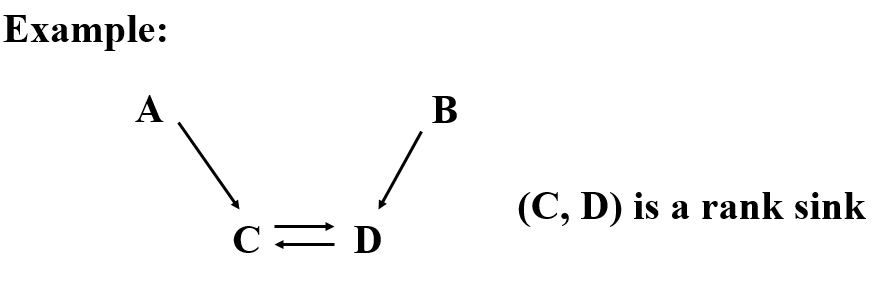 Example:
A B
(C, D) is a rank sink
C D